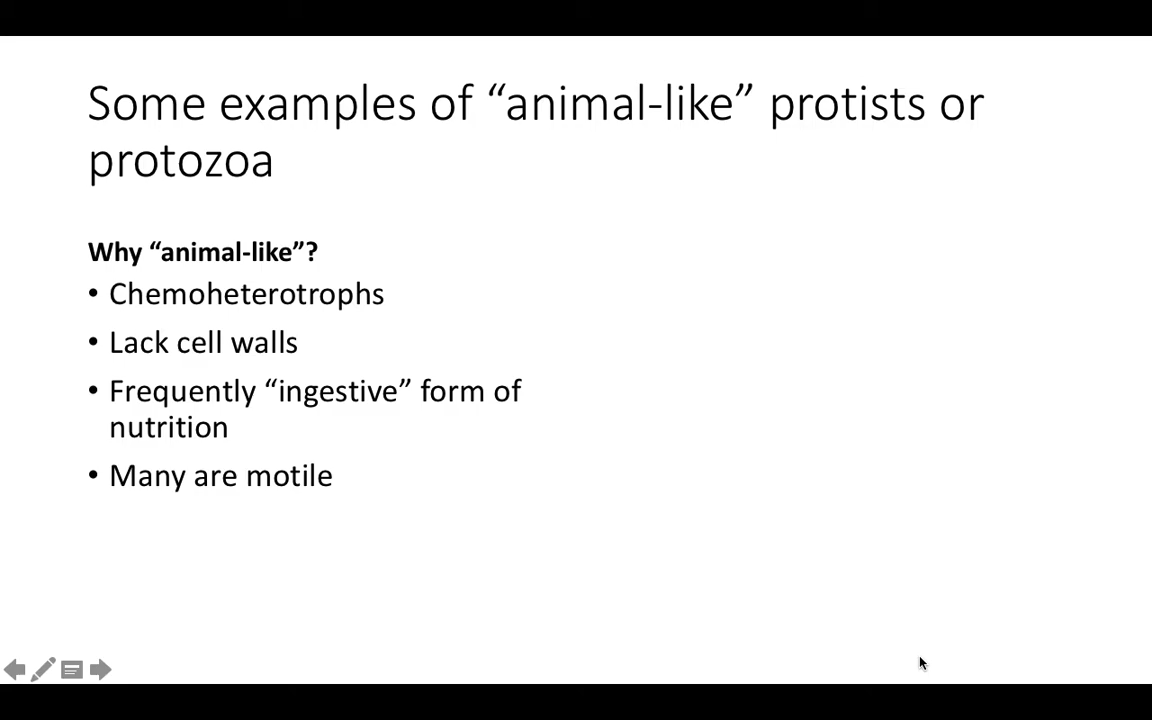 Some examples of “animal-like” protists or
protozoa
Why “animal-like”?
• Chemoheterotrophs
• Lack cell walls
• Frequently “ingestive” form of
nutrition
• Many are motile